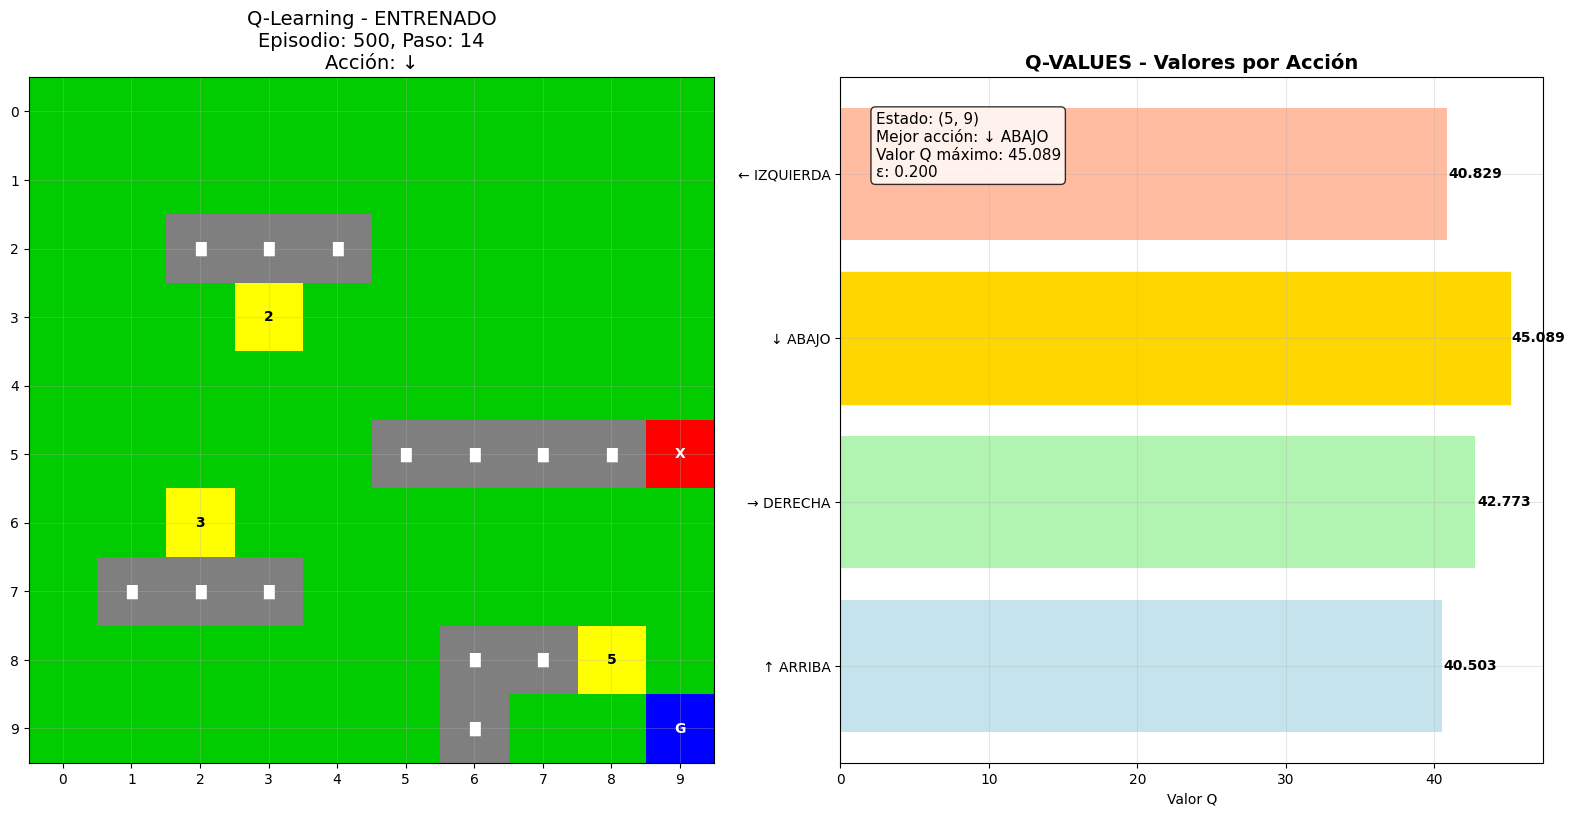 Q-Learning - ENTRENADO
Episodio: 500, Paso: 14
Acción: ↓
0
1
2
3
2
4
5
X
6
3
7
8
5
9
G
0 1 2 3 4 5 6 7 8 9
Q-VALUES - Valores por Acción
Estado: (5, 9)
Mejor acción: ↓ ABAJO
Valor Q máximo: 45.089
ε: 0.200
← IZQUIERDA 40.829
↓ ABAJO 45.089
→ DERECHA 42.773
↑ ARRIBA 40.503
0 10 20 30 40
Valor Q